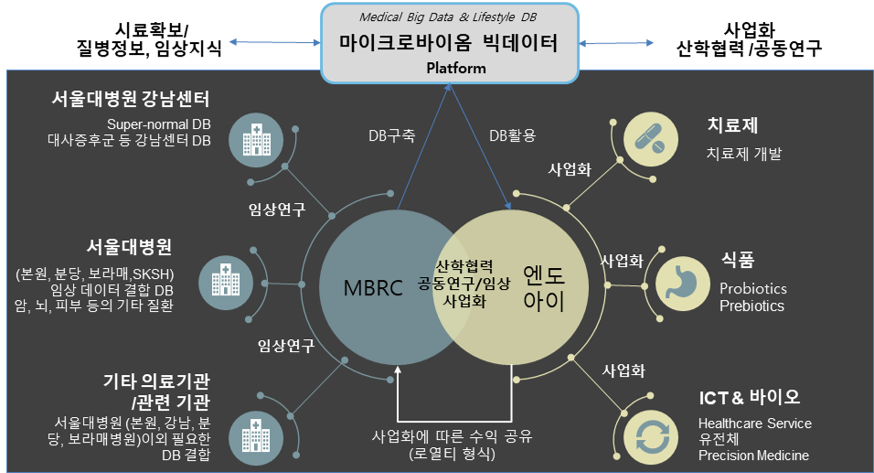 Medical Big Data & Lifestyle DB
마이크로바이옴 빅데이터
Platform
시료확보/
질병정보, 임상지식
사업화
산학협력 /공동연구
서울대병원 강남센터
Super-normal DB
대사증후군 등 강남센터 DB
임상연구
서울대병원
(본원, 분당, 보라매,SKSH)
임상 데이터 결합 DB
암, 뇌, 피부 등의 기타 질환
임상연구
기타 의료기관
/관련 기관
서울대병원 (본원, 강남, 분
당, 보라매병원)이외 필요한
DB 결합
DB구축
DB활용
MBRC
산학협력
공동연구/임상
사업화
엔도
아이
사업화에 따른 수익 공유
(로열티 형식)
사업화
치료제
치료제 개발
사업화
식품
Probiotics
Prebiotics
사업화
ICT & 바이오
Healthcare Service
유전체
Precision Medicine